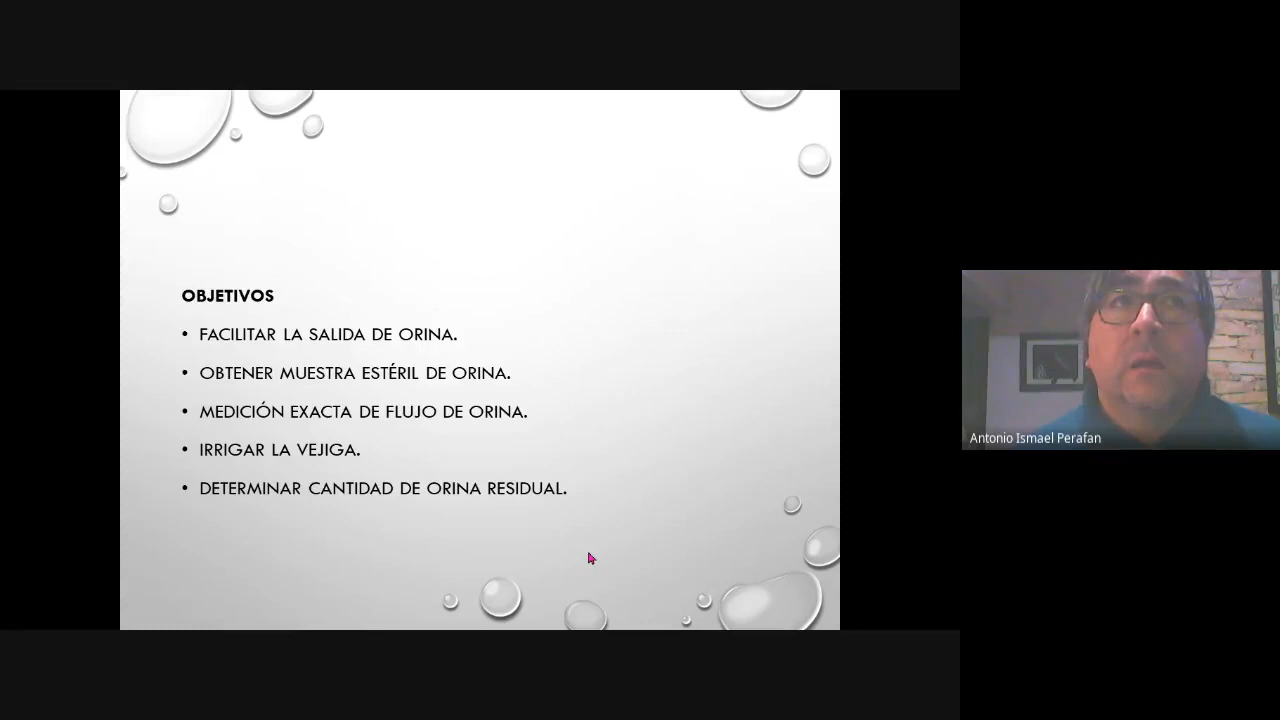 OBJETIVOS
• FACILITAR LA SALIDA DE ORINA.
• OBTENER MUESTRA ESTÉRIL DE ORINA.
• MEDICIÓN EXACTA DE FLUJO DE ORINA.
• IRRIGAR LA VEJIGA.
• DETERMINAR CANTIDAD DE ORINA RESIDUAL.
Antonio Ismael Perafan